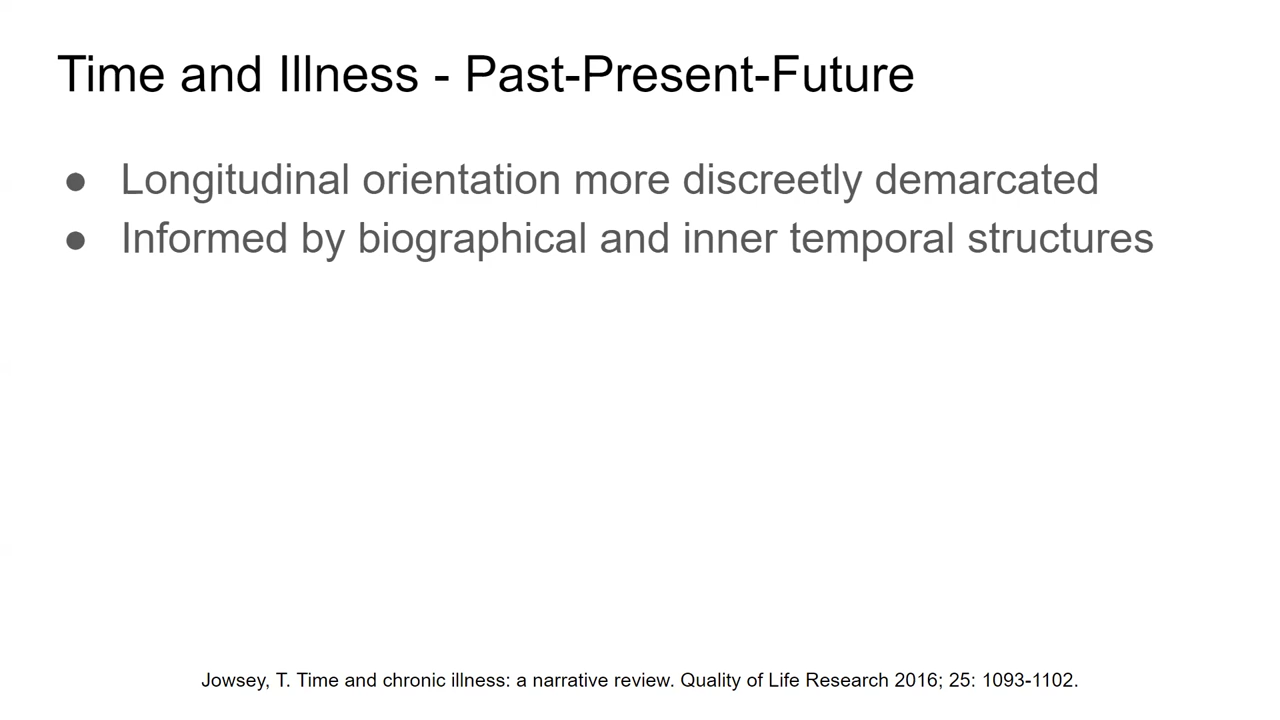 Time and Illness - Past-Present-Future
● Longitudinal orientation more discreetly demarcated
● Informed by biographical and inner temporal structures
Jowsey, T. Time and chronic illness: a narrative review. Quality of Life Research 2016; 25: 1093-1102.